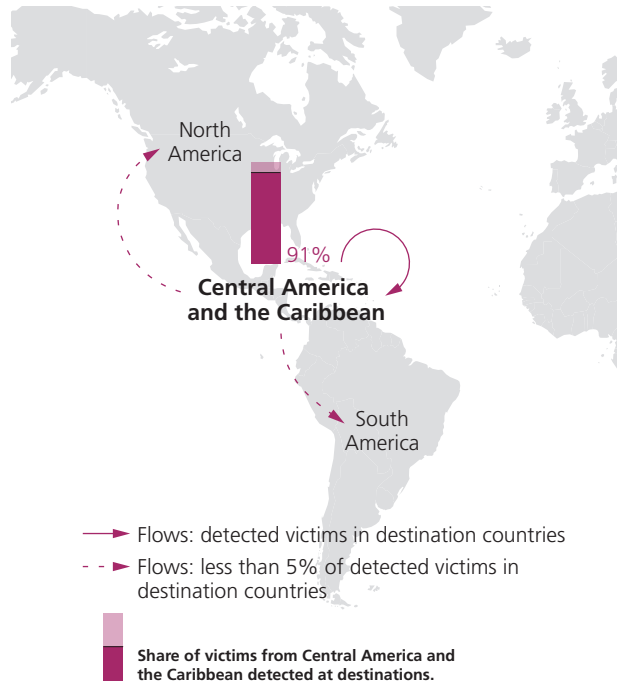 North
America
91%
Central America
and the Caribbean
South
America
Flows: detected victims in destination countries
Flows: less than 5% of detected victims in
destination countries
Share of victims from Central America and
the Caribbean detected at destinations.